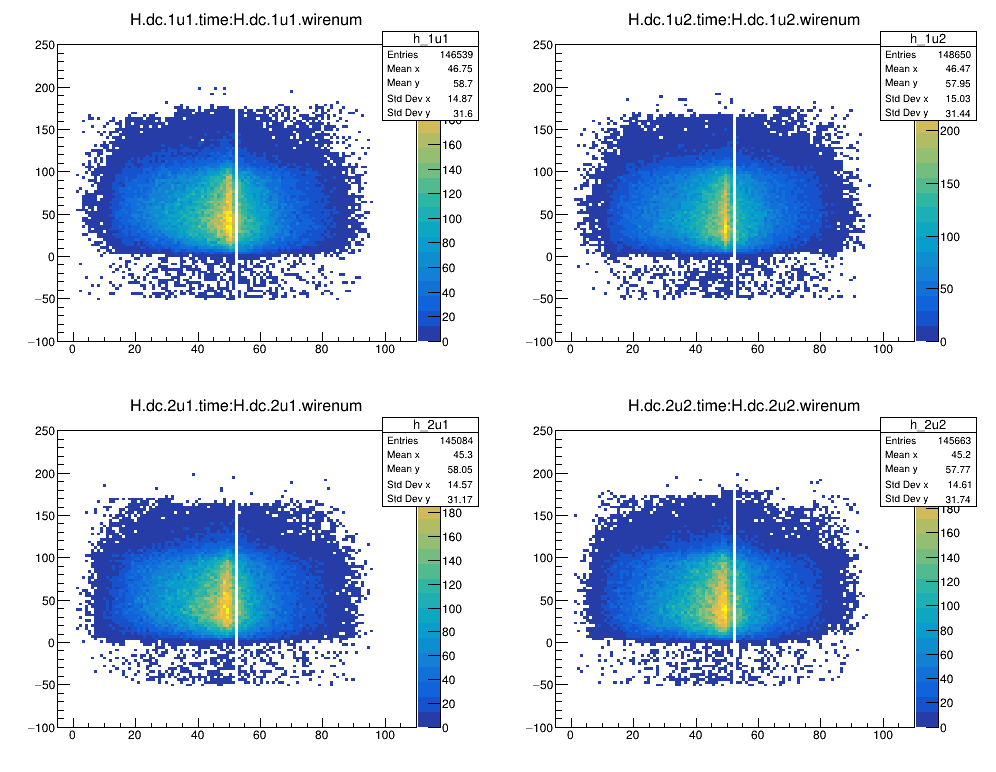 H.dc.1u1.time:H.dc.1u1.wirenum
h_1u1
Entries 146539
Mean x 46.75
Mean y 58.7
Std Dev x 14.87
Std Dev y 31.6
250
200
150
100
50
0
−50
−100
0 20 40 60 80 100
160
140
120
100
80
60
40
20
0
H.dc.1u2.time:H.dc.1u2.wirenum
h_1u2
Entries 148650
Mean x 46.47
Mean y 57.95
Std Dev x 15.03
Std Dev y 31.44
250
200
150
100
50
0
−50
−100
0 20 40 60 80 100
200
150
100
50
0
H.dc.2u1.time:H.dc.2u1.wirenum
h_2u1
Entries 145084
Mean x 45.3
Mean y 58.05
Std Dev x 14.57
Std Dev y 31.17
250
200
150
100
50
0
−50
−100
0 20 40 60 80 100
180
160
140
120
100
80
60
40
20
0
H.dc.2u2.time:H.dc.2u2.wirenum
h_2u2
Entries 145663
Mean x 45.2
Mean y 57.77
Std Dev x 14.61
Std Dev y 31.74
250
200
150
100
50
0
−50
−100
0 20 40 60 80 100
180
160
140
120
100
80
60
40
20
0